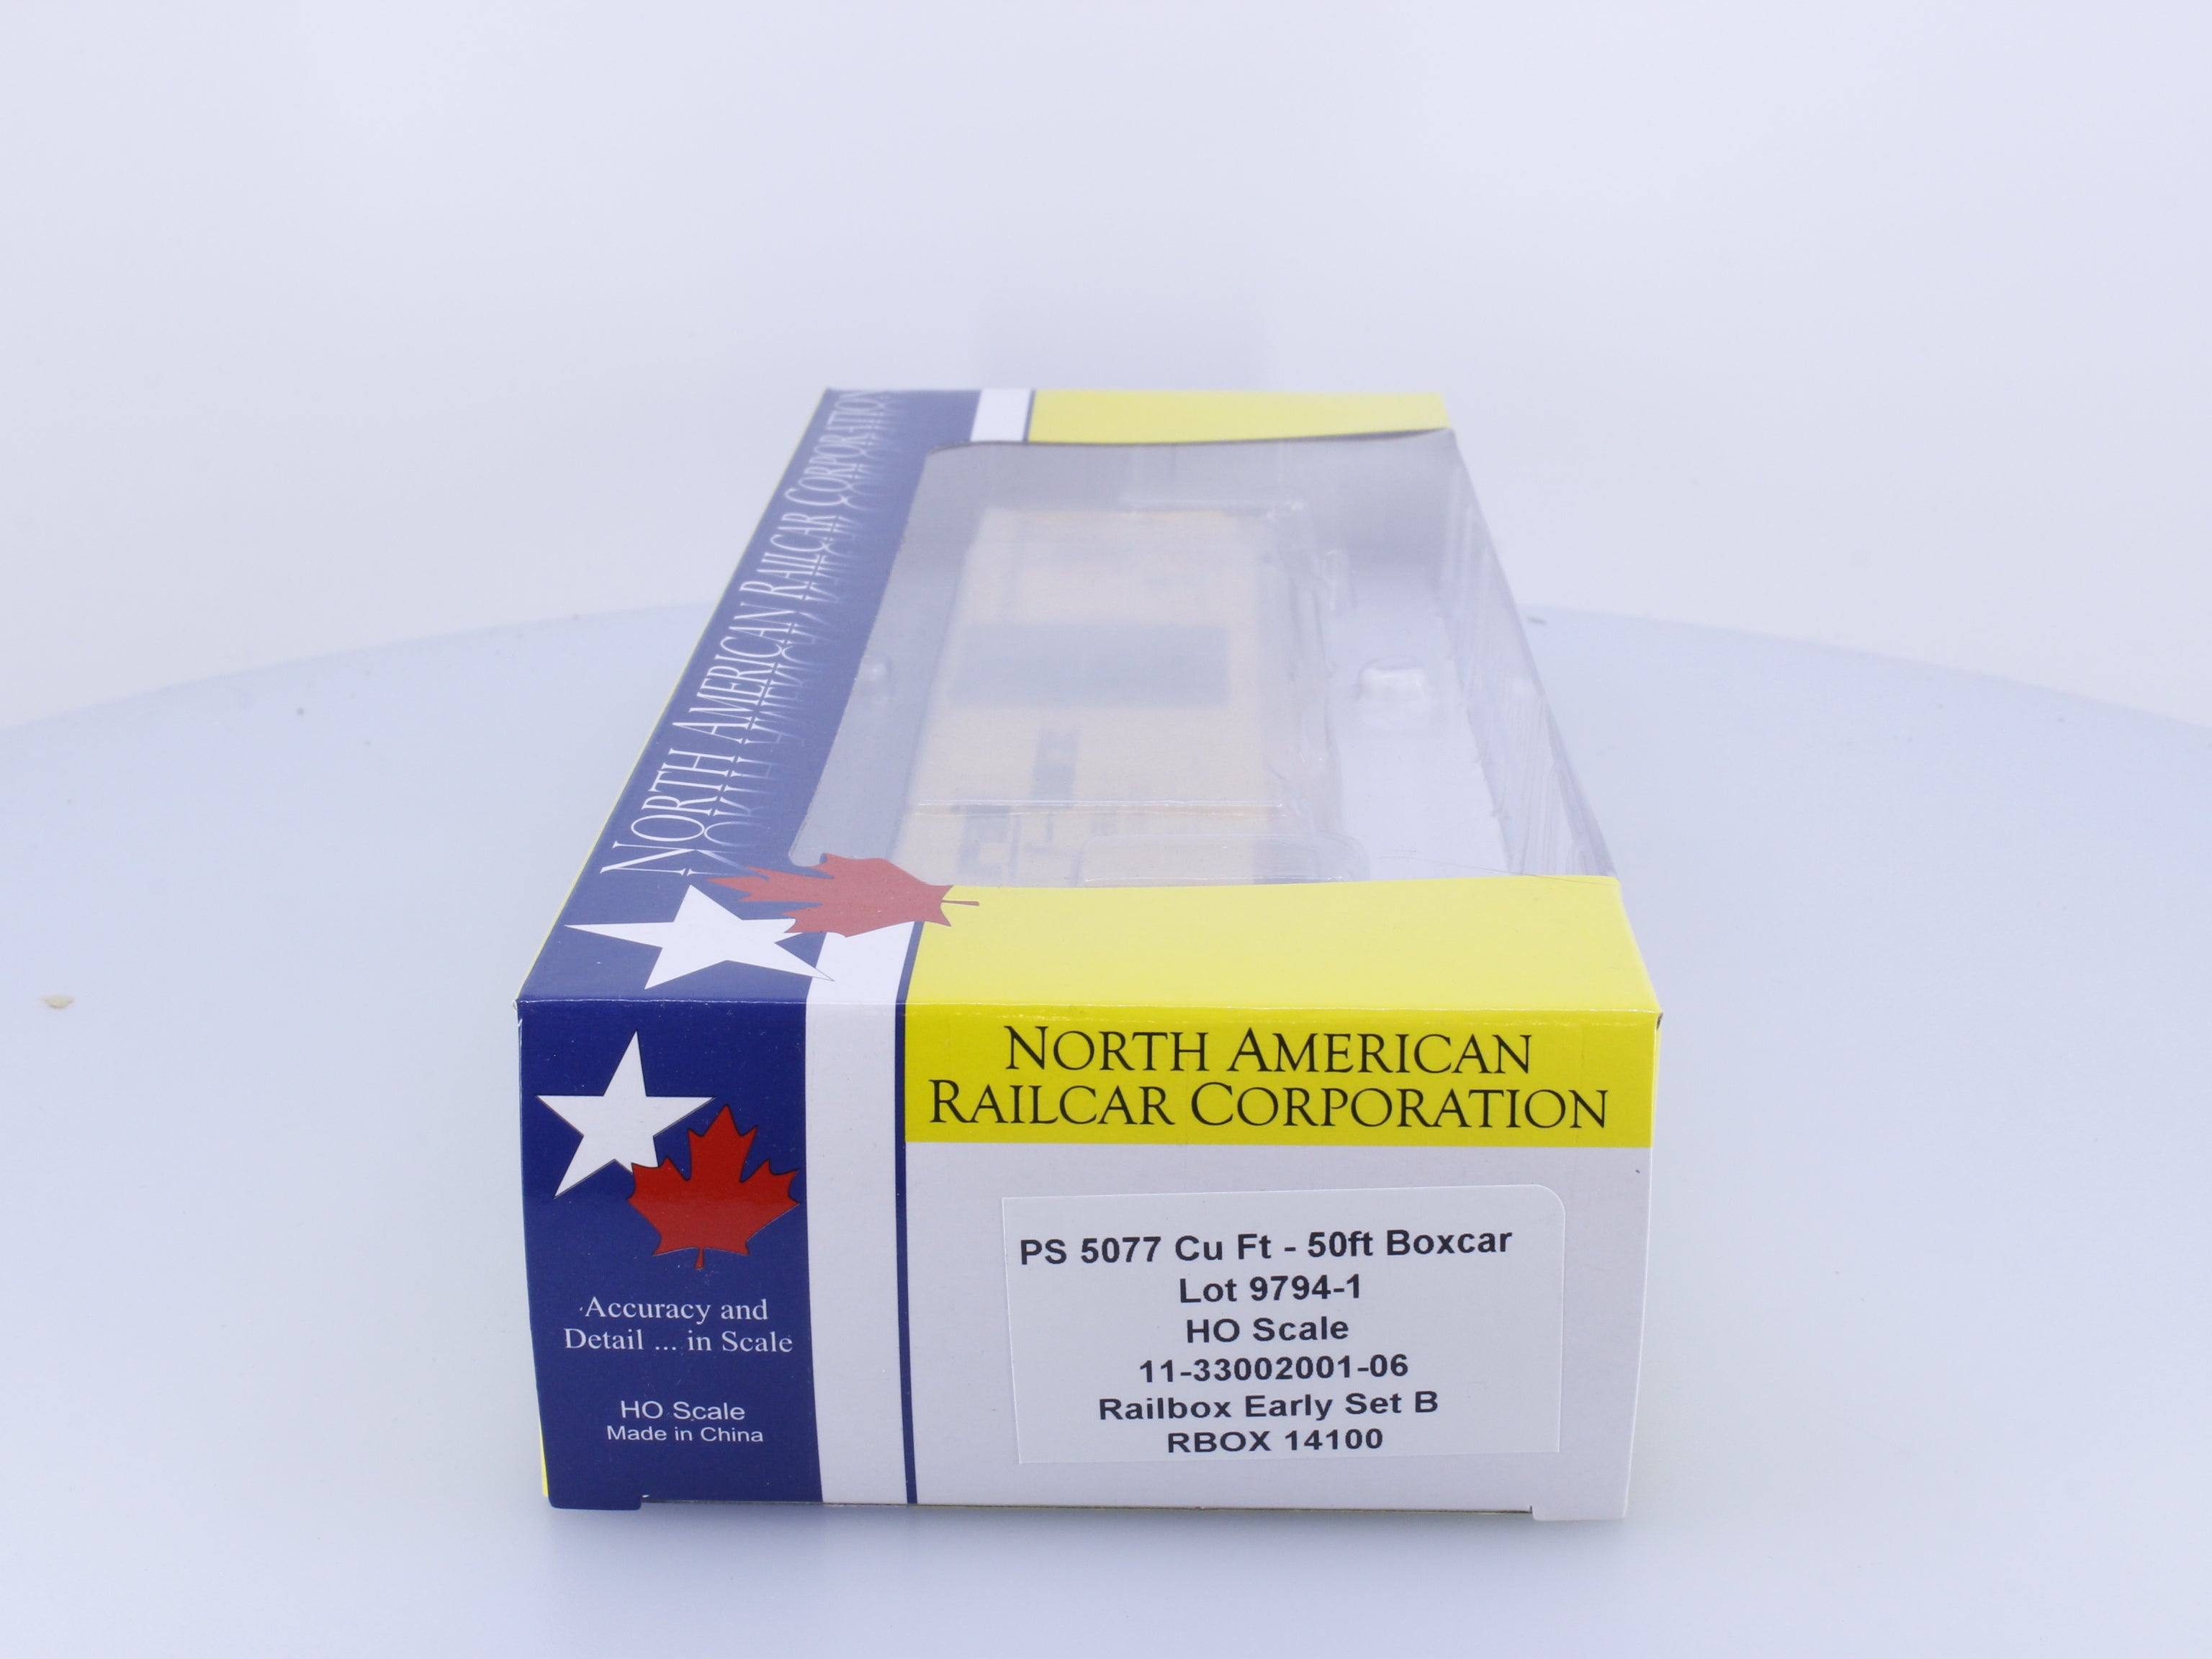 NORTH AMERICAN RAILCAR CORPORATION
NORTH AMERICAN
RAILCAR CORPORATION
Accuracy and
Detail ... in Scale
HO Scale
Made in China
PS 5077 Cu Ft - 50ft Boxcar
Lot 9794-1
HO Scale
11-33002001-06
Railbox Early Set B
RBOX 14100